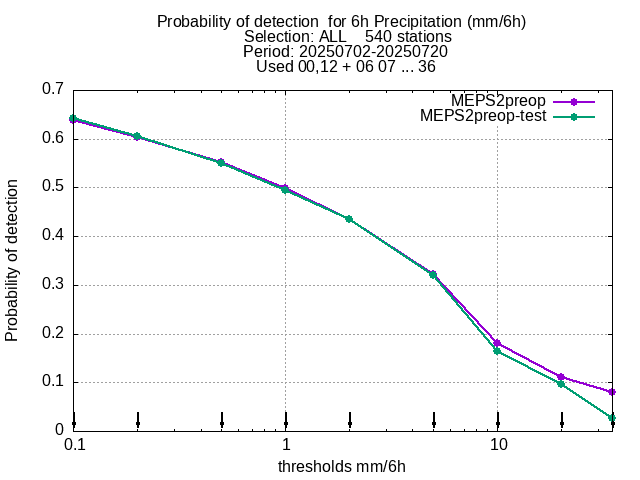 Probability of detection  for 6h Precipitation (mm/6h)
Selection: ALL    540 stations
Period: 20250702-20250720
Used 00,12 + 06 07 ... 36
MEPS2preop
MEPS2preop-test
0.7
0.6
0.5
0.4
0.3
0.2
0.1
0
Probability of detection
0.1 1 10
thresholds mm/6h